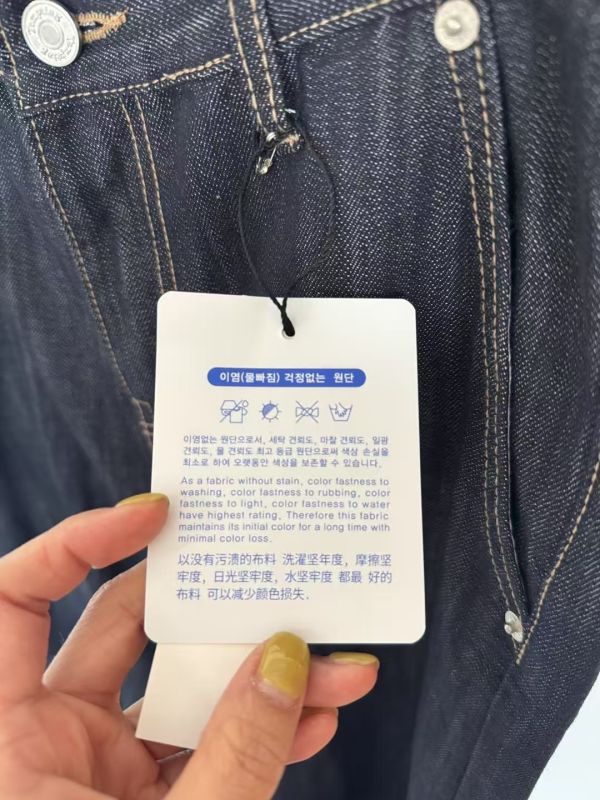 이염(물빠짐) 걱정없는 원단
이염없는 원단으로서, 세탁 견뢰도, 마찰 견뢰도, 일광
견뢰도, 물 견뢰도 최고 등급 원단으로써 색상 손실을
최소로 하여 오랫동안 색상을 보존할 수 있습니다.
As a fabric without stain, color fastness to
washing, color fastness to rubbing, color
fastness to light, color fastness to water
have highest rating, Therefore this fabric
maintains its initial color for a long time with
minimal color loss.
以没有污渍的布料 洗濯坚年度，摩擦坚
牢度，日光坚牢度，水坚牢度 都最 好的
布料 可以减少颜色损失.